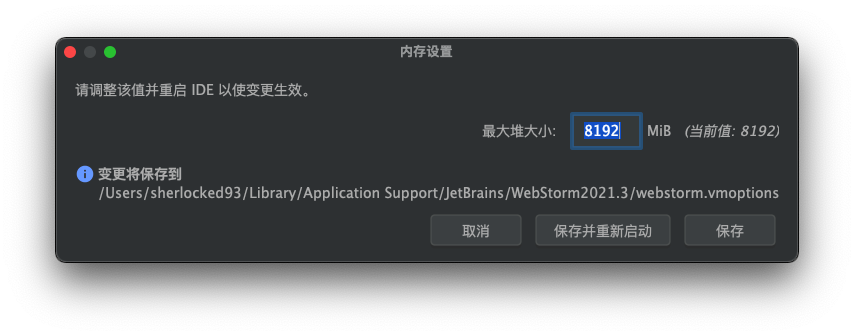 内存设置
请调整该值并重启 IDE 以使变更生效。
最大堆大小: 8192 MiB (当前值: 8192)
变更将保存到
/Users/sherlocked93/Library/Application Support/JetBrains/WebStorm2021.3/webstorm.vmoptions
取消 保存并重新启动 保存